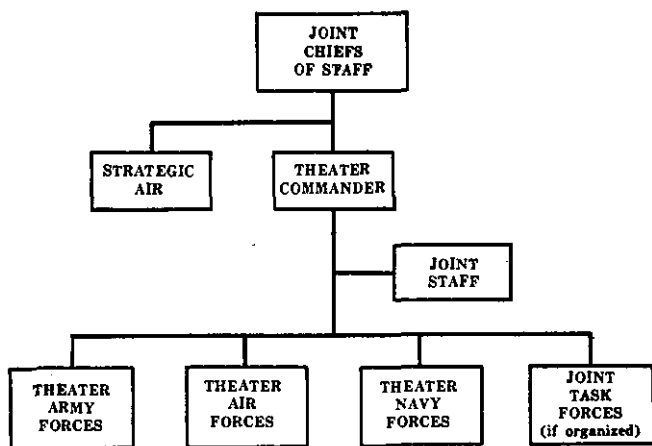 JOINT
CHIEFS
OF STAFF
STRATEGIC
AIR
THEATER
COMMANDER
JOINT
STAFF
THEATER
ARMY
FORCES
THEATER
AIR
FORCES
THEATER
NAVY
FORCES
JOINT
TASK
FORCES
(if organized)